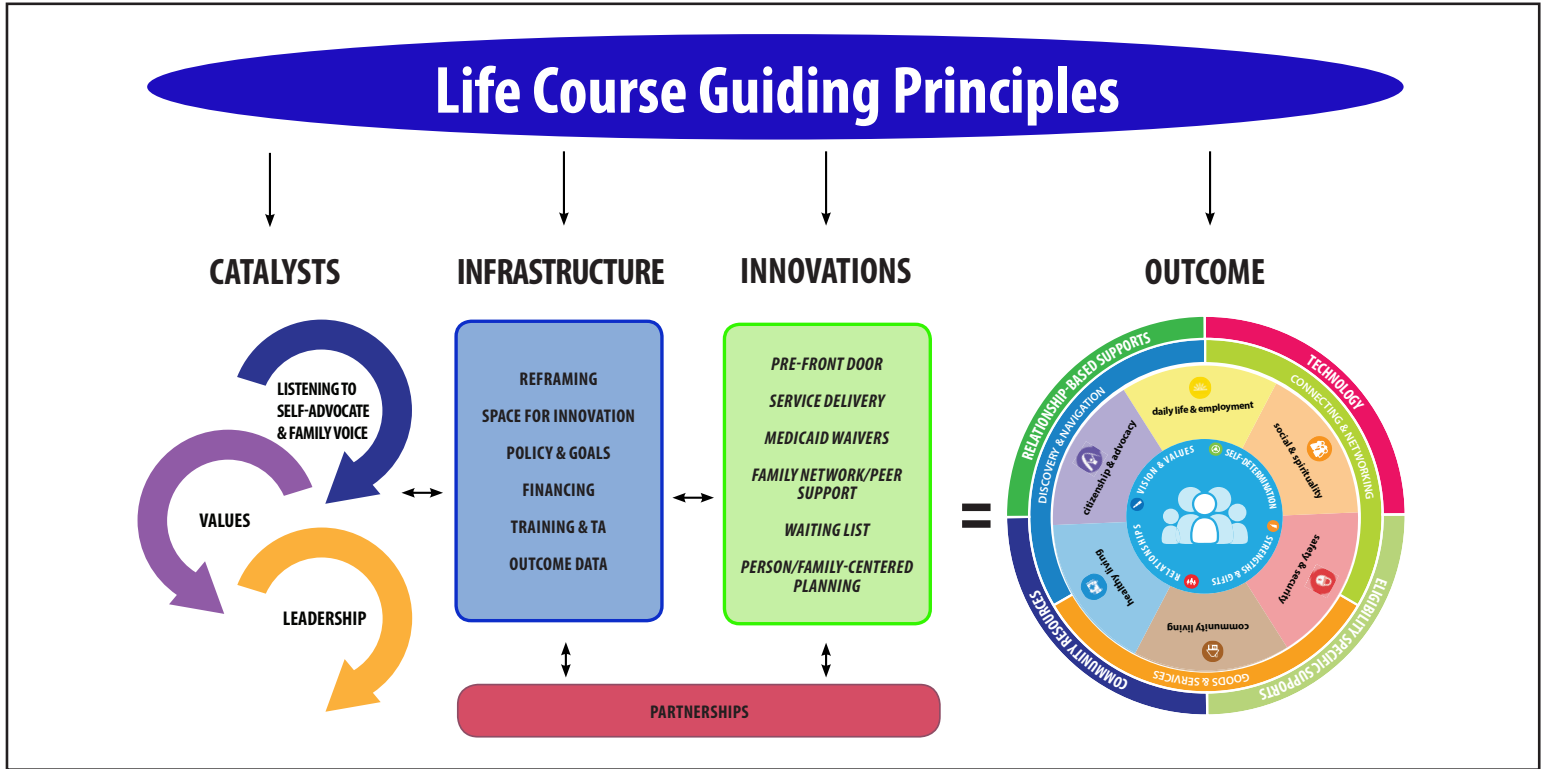 Life Course Guiding Principles
CATALYSTS
INFRASTRUCTURE
INNOVATIONS
OUTCOME
LISTENING TO
SELF-ADVOCATE
& FAMILY VOICE
VALUES
LEADERSHIP
REFRAMING
SPACE FOR INNOVATION
POLICY & GOALS
FINANCING
TRAINING & TA
OUTCOME DATA
PRE-FRONT DOOR
SERVICE DELIVERY
MEDICAID WAIVERS
FAMILY NETWORK/PEER
SUPPORT
WAITING LIST
PERSON/FAMILY-CENTERED
PLANNING
PARTNERSHIPS
=
RELATIONSHIP-BASED SUPPORTS
TECHNOLOGY
ELIGIBILITY SPECIFIC SUPPORTS
COMMUNITY RESOURCES
DISCOVERY & NAVIGATION
CONNECTING & NETWORKING
GOODS & SERVICES
daily life & employment
social & spirituality
safety & security
community living
healthy living
citizenship & advocacy
VISION & VALUES
SELF-DETERMINATION
STRENGTHS & GIFTS
RELATIONSHIPS